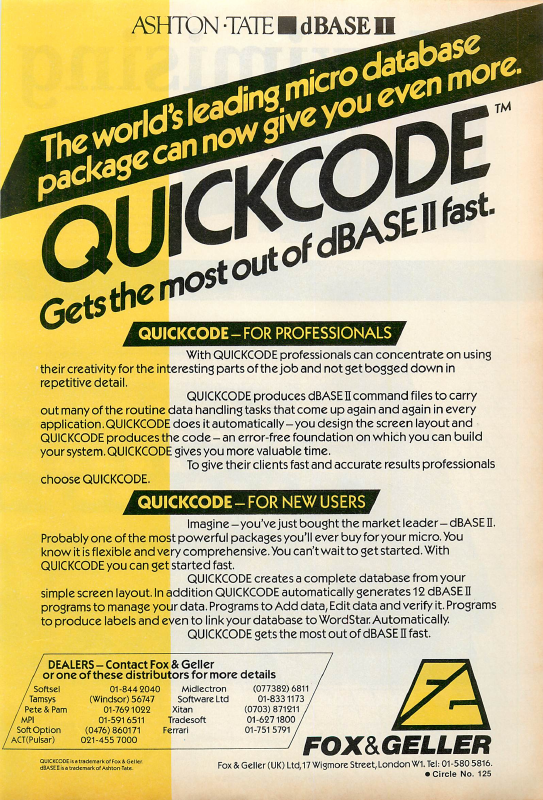 ASHTON·TATE ■ dBASE II
The world's leading micro database
package can now give you even more.
QUICKCODE™
Gets the most out of dBASE II fast.
QUICKCODE – FOR PROFESSIONALS
With QUICKCODE professionals can concentrate on using
their creativity for the interesting parts of the job and not get bogged down in
repetitive detail.
QUICKCODE produces dBASE II command files to carry
out many of the routine data handling tasks that come up again and again in every
application. QUICKCODE does it automatically – you design the screen layout and
QUICKCODE produces the code – an error-free foundation on which you can build
your system. QUICKCODE gives you more valuable time.
To give their clients fast and accurate results professionals
choose QUICKCODE.
QUICKCODE – FOR NEW USERS
Imagine – you've just bought the market leader – dBASE II.
Probably one of the most powerful packages you'll ever buy for your micro. You
know it is flexible and very comprehensive. You can't wait to get started. With
QUICKCODE you can get started fast.
QUICKCODE creates a complete database from your
simple screen layout. In addition QUICKCODE automatically generates 12 dBASE II
programs to manage your data. Programs to Add data, Edit data and verify it. Programs
to produce labels and even to link your database to WordStar. Automatically.
QUICKCODE gets the most out of dBASE II fast.
DEALERS – Contact Fox & Geller
or one of these distributors for more details
Softsel 01-844 2040 Midlectron (077382) 6811
Tamsys (Windsor) 56747 Software Ltd 01-833 1173
Pete & Pam 01-769 1022 Xitan (0703) 871211
MPI 01-591 6511 Tradesoft 01-627 1800
Soft Option (0476) 860171 Ferrari 01-751 5791
ACT (Pulsar) 021-455 7000
QUICKCODE is a trademark of Fox & Geller.
dBASE II is a trademark of Ashton-Tate.
FOX & GELLER
Fox & Geller (UK) Ltd, 17 Wigmore Street, London W1. Tel: 01-580 5816.
● Circle No. 125